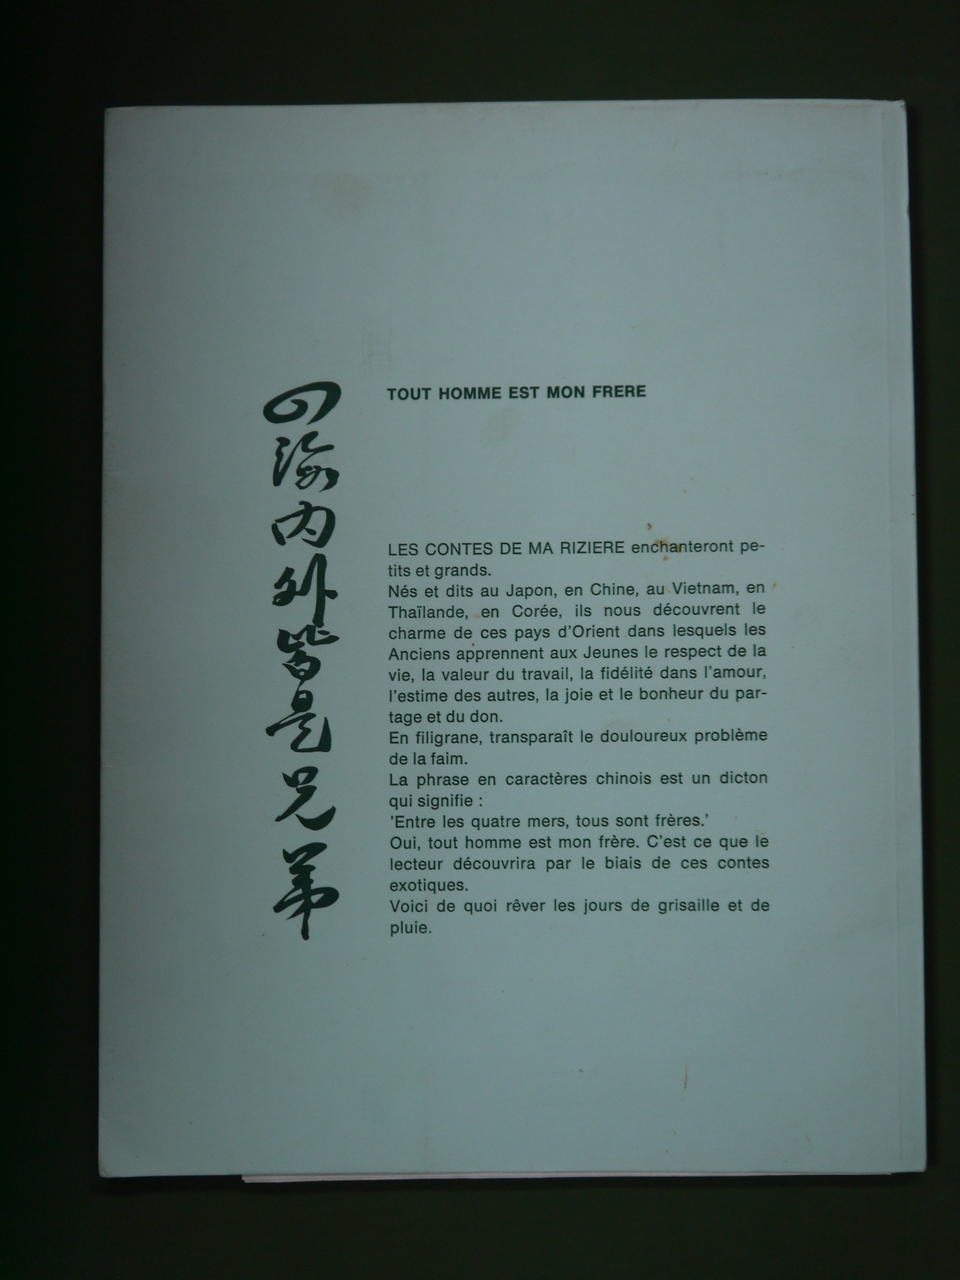 四海内外皆是兄弟
TOUT HOMME EST MON FRERE
LES CONTES DE MA RIZIERE enchanteront pe-
tits et grands.
Nés et dits au Japon, en Chine, au Vietnam, en
Thaïlande, en Corée, ils nous découvrent le
charme de ces pays d'Orient dans lesquels les
Anciens apprennent aux Jeunes le respect de la
vie, la valeur du travail, la fidélité dans l'amour,
l'estime des autres, la joie et le bonheur du par-
tage et du don.
En filigrane, transparaît le douloureux problème
de la faim.
La phrase en caractères chinois est un dicton
qui signifie :
'Entre les quatre mers, tous sont frères.'
Oui, tout homme est mon frère. C'est ce que le
lecteur découvrira par le biais de ces contes
exotiques.
Voici de quoi rêver les jours de grisaille et de
pluie.